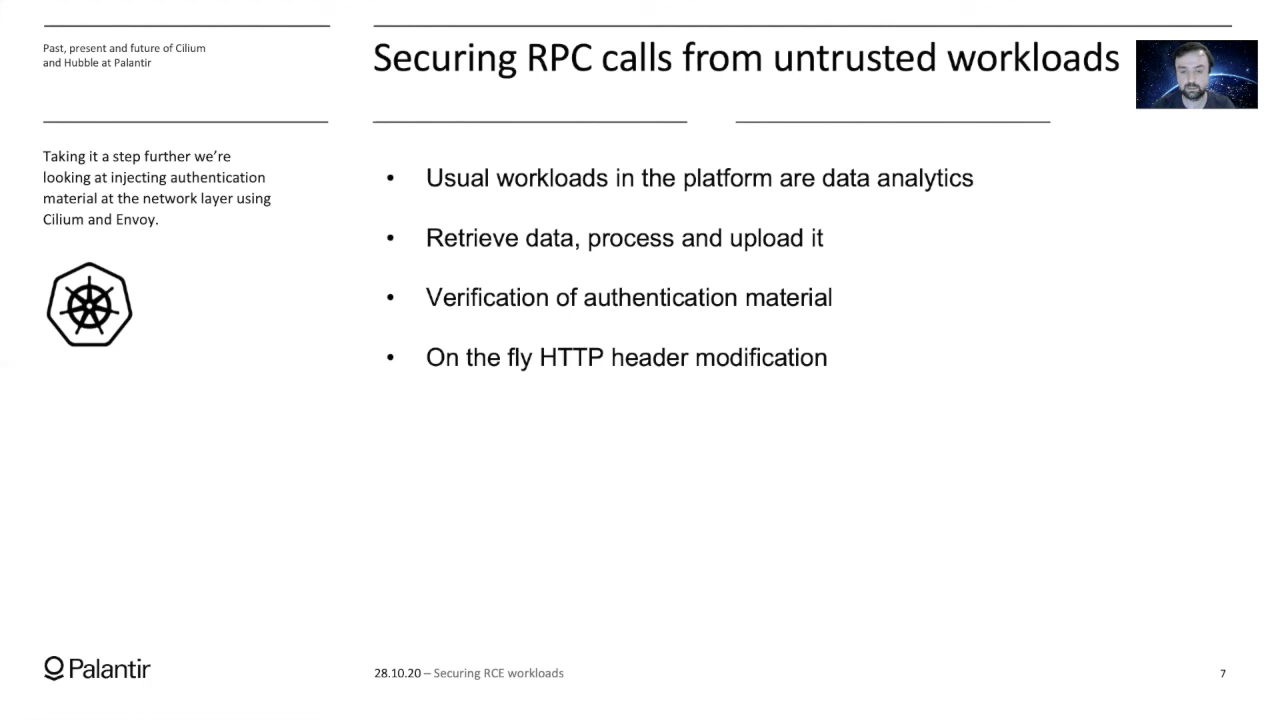 Past, present and future of Cilium
and Hubble at Palantir
Securing RPC calls from untrusted workloads
Taking it a step further we're
looking at injecting authentication
material at the network layer using
Cilium and Envoy.
• Usual workloads in the platform are data analytics
• Retrieve data, process and upload it
• Verification of authentication material
• On the fly HTTP header modification
Palantir
28.10.20 – Securing RCE workloads
7